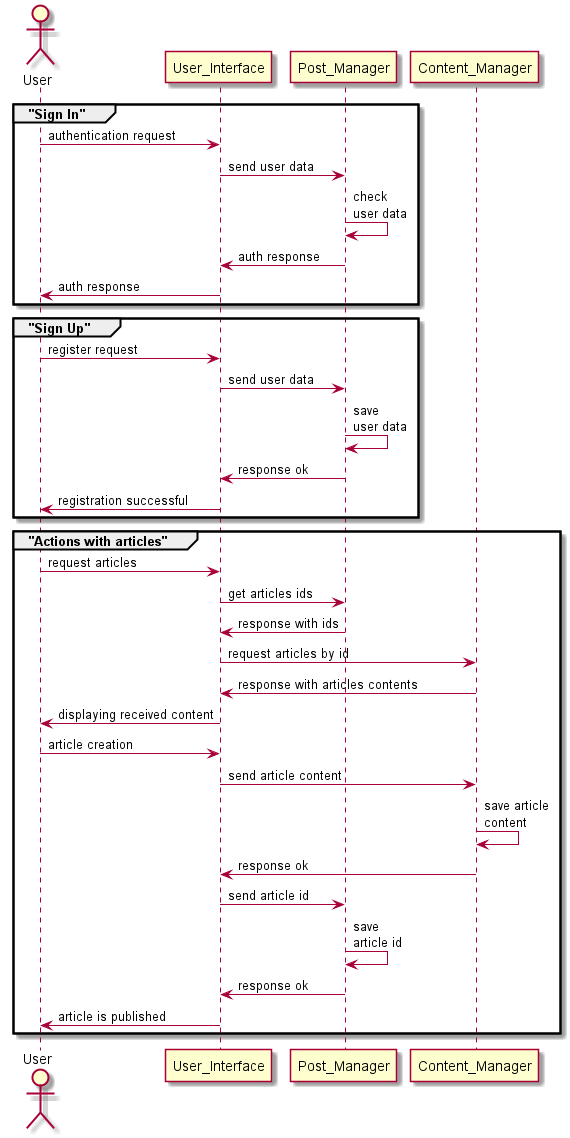 User
User_Interface
Post_Manager
Content_Manager
"Sign In"
authentication request
send user data
check
user data
auth response
auth response
"Sign Up"
register request
send user data
save
user data
response ok
registration successful
"Actions with articles"
request articles
get articles ids
response with ids
request articles by id
response with articles contents
displaying received content
article creation
send article content
save article
content
response ok
send article id
save
article id
response ok
article is published
User
User_Interface
Post_Manager
Content_Manager